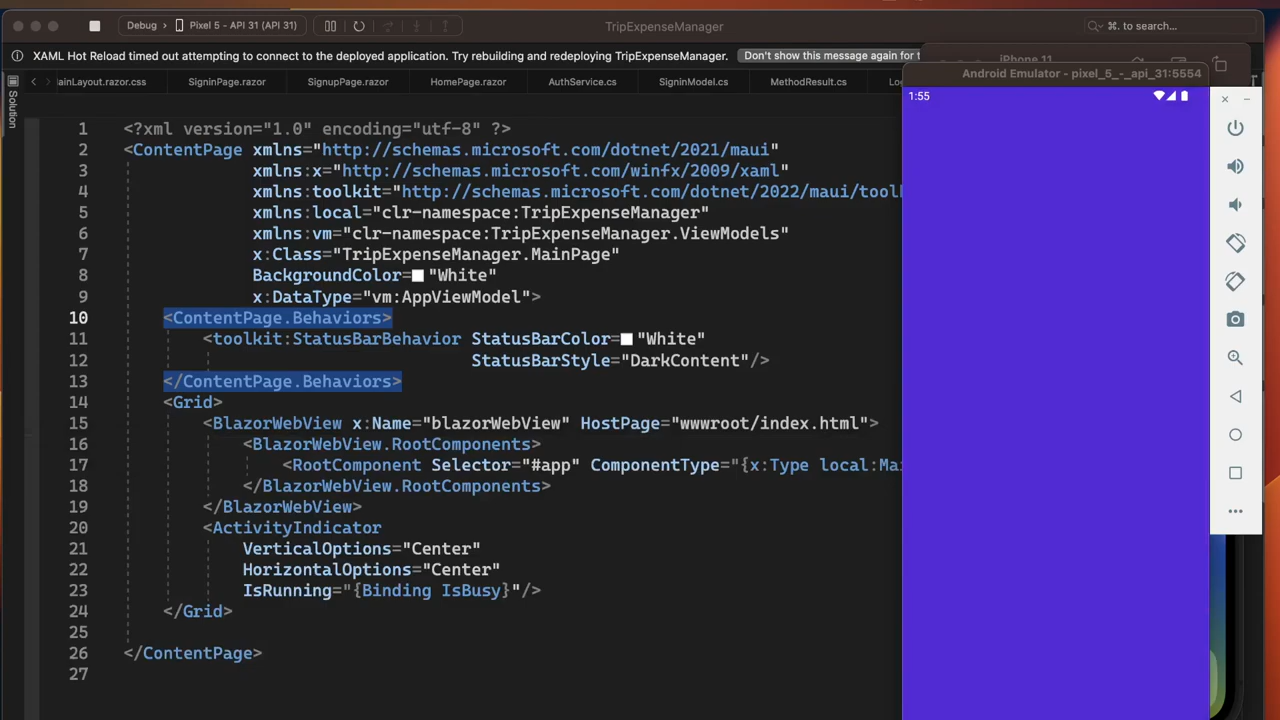 Debug > Pixel 5 - API 31 (API 31)
TripExpenseManager
⌘. to search...
XAML Hot Reload timed out attempting to connect to the deployed application. Try rebuilding and redeploying TripExpenseManager.
Don't show this message again for t
iPhone 11
ainLayout.razor.css
SigninPage.razor
SignupPage.razor
HomePage.razor
AuthService.cs
SigninModel.cs
MethodResult.cs
Lo
Solution
Android Emulator - pixel_5_-_api_31:5554
1:55
1 <?xml version="1.0" encoding="utf-8" ?>
2 <ContentPage xmlns="http://schemas.microsoft.com/dotnet/2021/maui"
3 xmlns:x="http://schemas.microsoft.com/winfx/2009/xaml"
4 xmlns:toolkit="http://schemas.microsoft.com/dotnet/2022/maui/tool
5 xmlns:local="clr-namespace:TripExpenseManager"
6 xmlns:vm="clr-namespace:TripExpenseManager.ViewModels"
7 x:Class="TripExpenseManager.MainPage"
8 BackgroundColor="White"
9 x:DataType="vm:AppViewModel">
10 <ContentPage.Behaviors>
11 <toolkit:StatusBarBehavior StatusBarColor="White"
12 StatusBarStyle="DarkContent"/>
13 </ContentPage.Behaviors>
14 <Grid>
15 <BlazorWebView x:Name="blazorWebView" HostPage="wwwroot/index.html">
16 <BlazorWebView.RootComponents>
17 <RootComponent Selector="#app" ComponentType="{x:Type local:Ma
18 </BlazorWebView.RootComponents>
19 </BlazorWebView>
20 <ActivityIndicator
21 VerticalOptions="Center"
22 HorizontalOptions="Center"
23 IsRunning="{Binding IsBusy}"/>
24 </Grid>
25
26 </ContentPage>
27